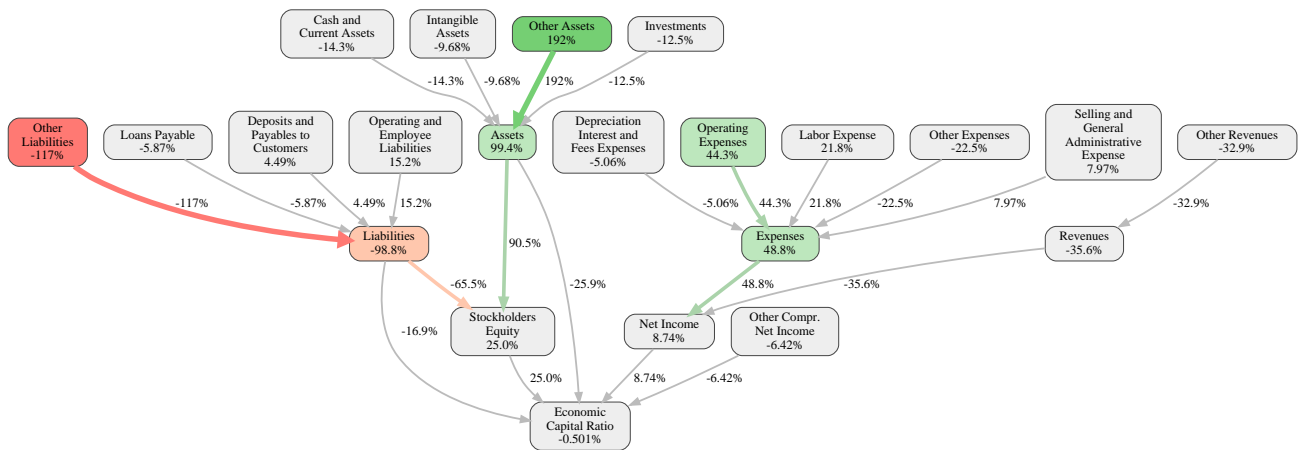 Cash and
Current Assets
-14.3%
Intangible
Assets
-9.68%
Other Assets
192%
Investments
-12.5%
-14.3%
-9.68%
192%
-12.5%
Other
Liabilities
-117%
Loans Payable
-5.87%
Deposits and
Payables to
Customers
4.49%
Operating and
Employee
Liabilities
15.2%
Assets
99.4%
Depreciation
Interest and
Fees Expenses
-5.06%
Operating
Expenses
44.3%
Labor Expense
21.8%
Other Expenses
-22.5%
Selling and
General
Administrative
Expense
7.97%
Other Revenues
-32.9%
-117%
-5.87%
4.49%
15.2%
-5.06%
44.3%
21.8%
-22.5%
7.97%
-32.9%
Liabilities
-98.8%
90.5%
Expenses
48.8%
Revenues
-35.6%
-65.5%
-25.9%
48.8%
-35.6%
-16.9%
Stockholders
Equity
25.0%
Net Income
8.74%
Other Compr.
Net Income
-6.42%
25.0%
8.74%
-6.42%
Economic
Capital Ratio
-0.501%